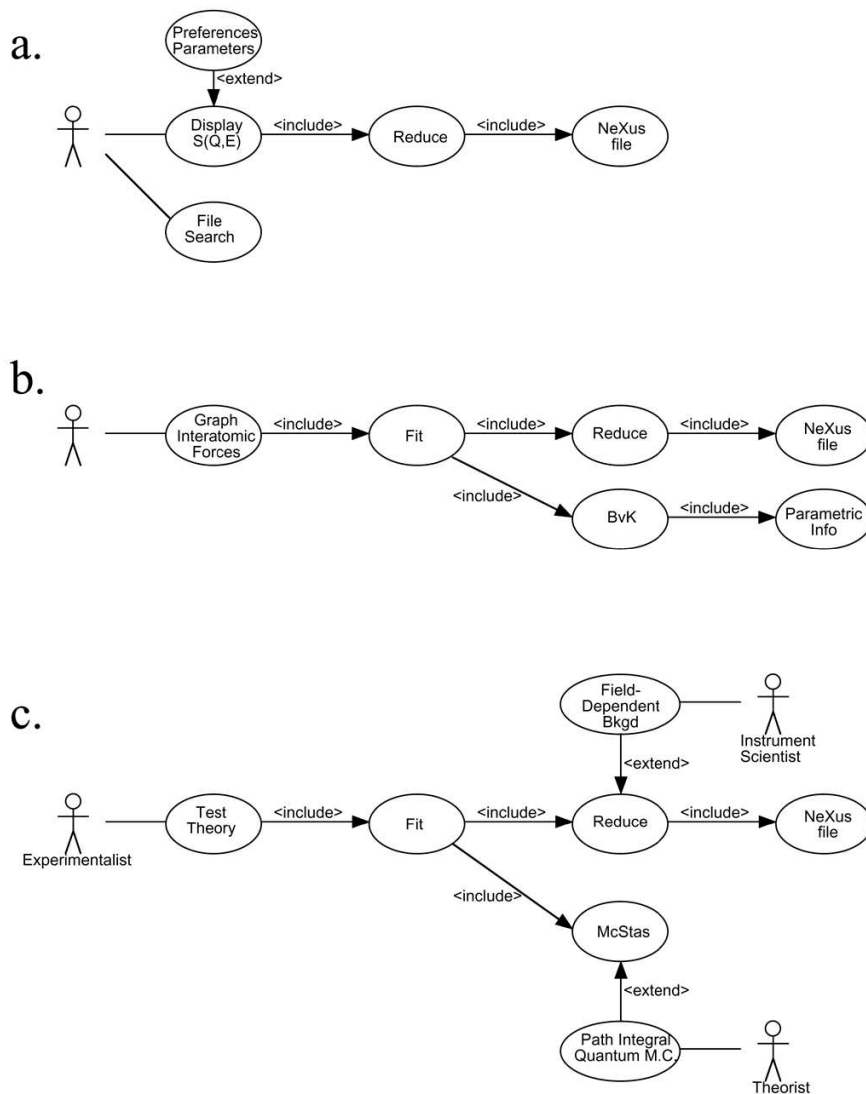 a.
Preferences
Parameters
<extend>
Display
S(Q,E)
<include>
Reduce
<include>
NeXus
file
File
Search
b.
Graph
Interatomic
Forces
<include>
Fit
<include>
Reduce
<include>
NeXus
file
<include>
BvK
<include>
Parametric
Info
c.
Field-
Dependent
Bkgd
Instrument
Scientist
<extend>
Experimentalist
Test
Theory
<include>
Fit
<include>
Reduce
<include>
NeXus
file
<include>
McStas
<extend>
Path Integral
Quantum M.C.
Theorist